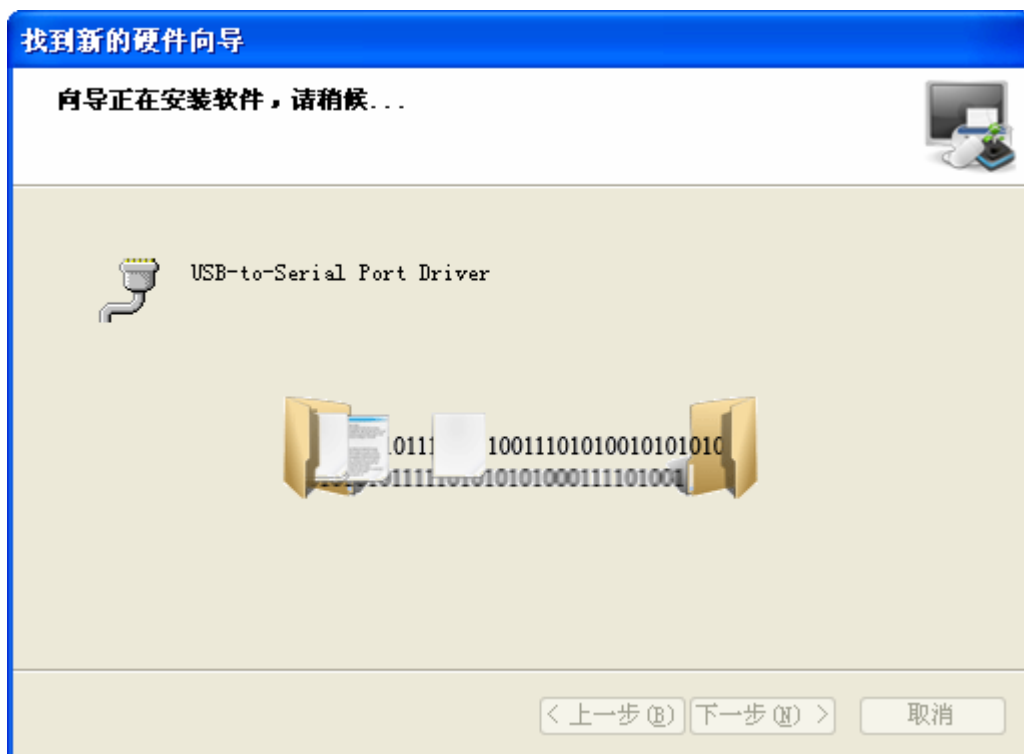 找到新的硬件向导
向导正在安装软件，请稍候...
USB-to-Serial Port Driver
< 上一步(B) 下一步(N) > 取消